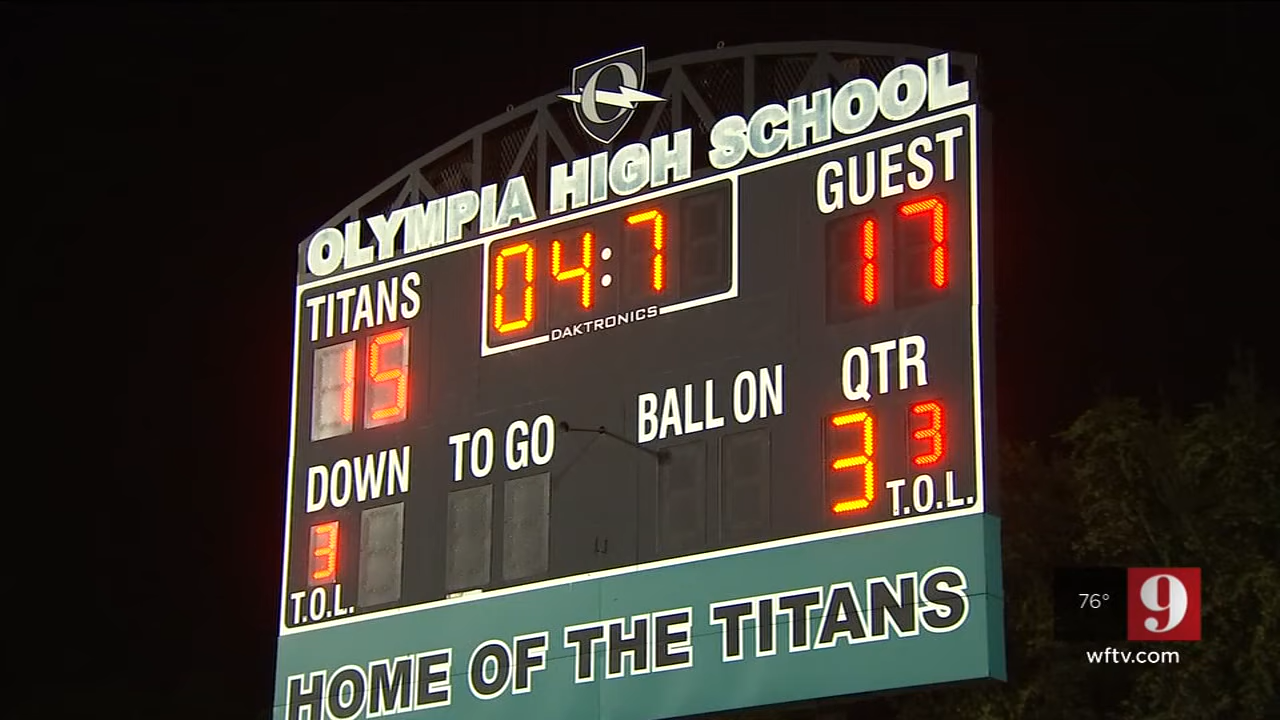 OLYMPIA HIGH SCHOOL
TITANS
04:7
GUEST
15
DAKTRONICS
17
DOWN
TO GO
BALL ON
QTR
3
3
3
T.O.L.
T.O.L.
HOME OF THE TITANS
76°
9
wftv.com